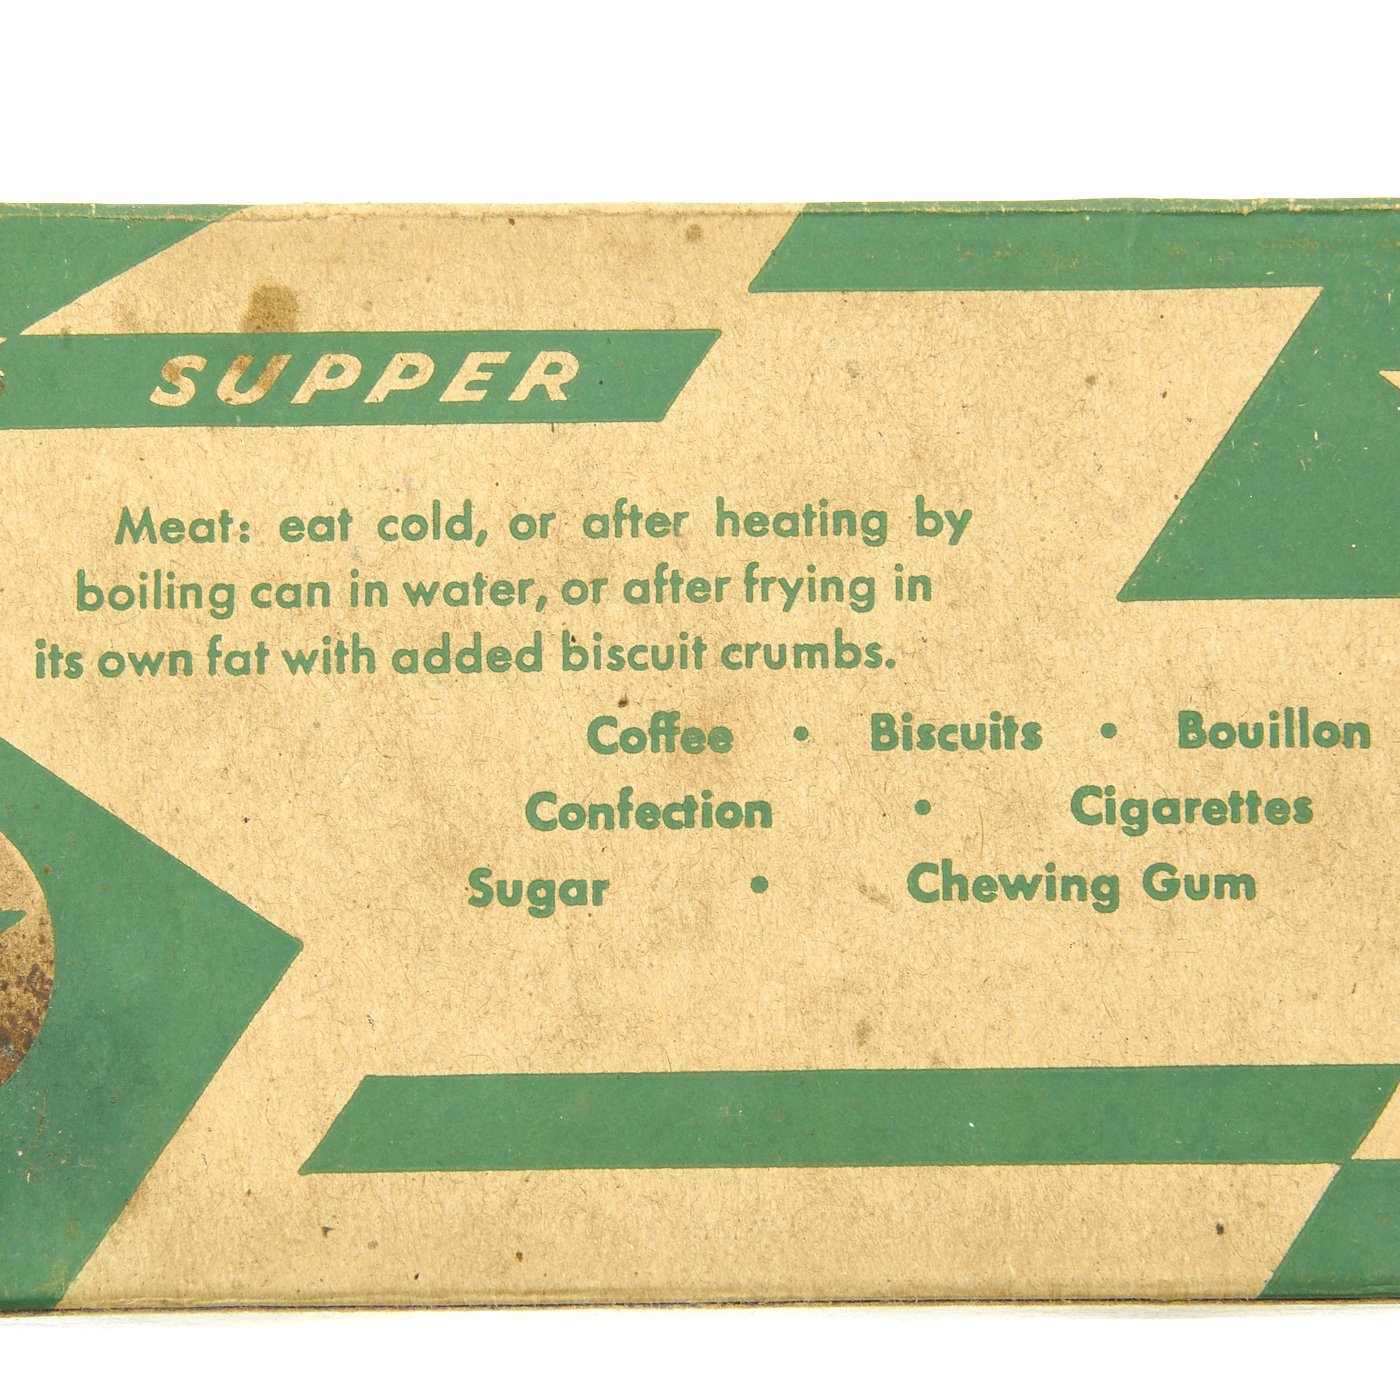 SUPPER
Meat: eat cold, or after heating by
boiling can in water, or after frying in
its own fat with added biscuit crumbs.
Coffee • Biscuits • Bouillon
Confection • Cigarettes
Sugar • Chewing Gum